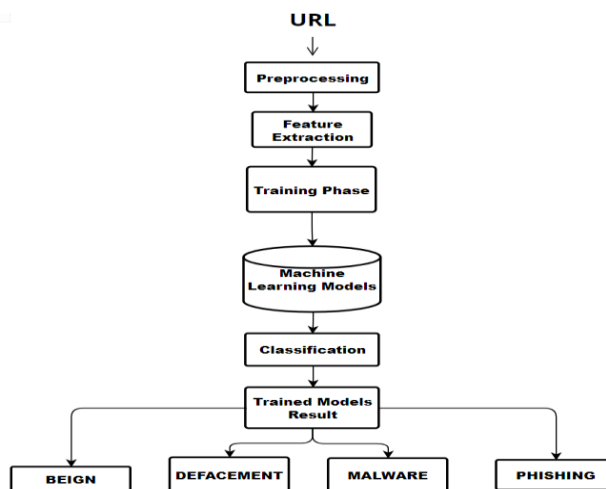 URL
Preprocessing
Feature
Extraction
Training Phase
Machine
Learning Models
Classification
Trained Models
Result
BEIGN
DEFACEMENT
MALWARE
PHISHING